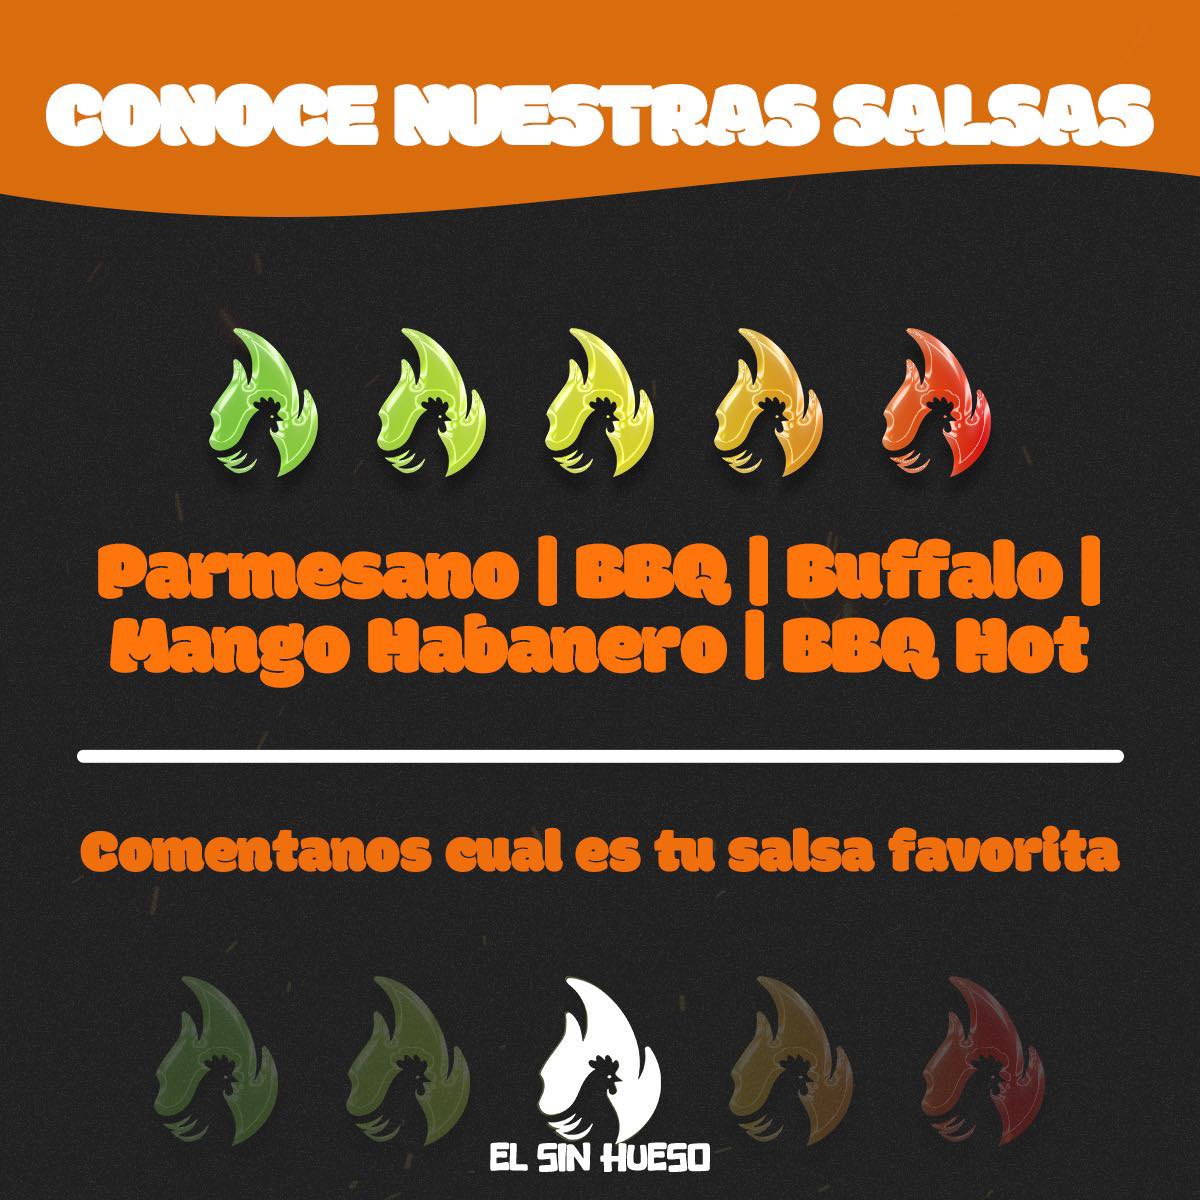 CONOCE NUESTRAS SALSAS
Parmesano | BBQ | Buffalo |
Mango Habanero | BBQ Hot
Comentanos cual es tu salsa favorita
EL SIN HUESO